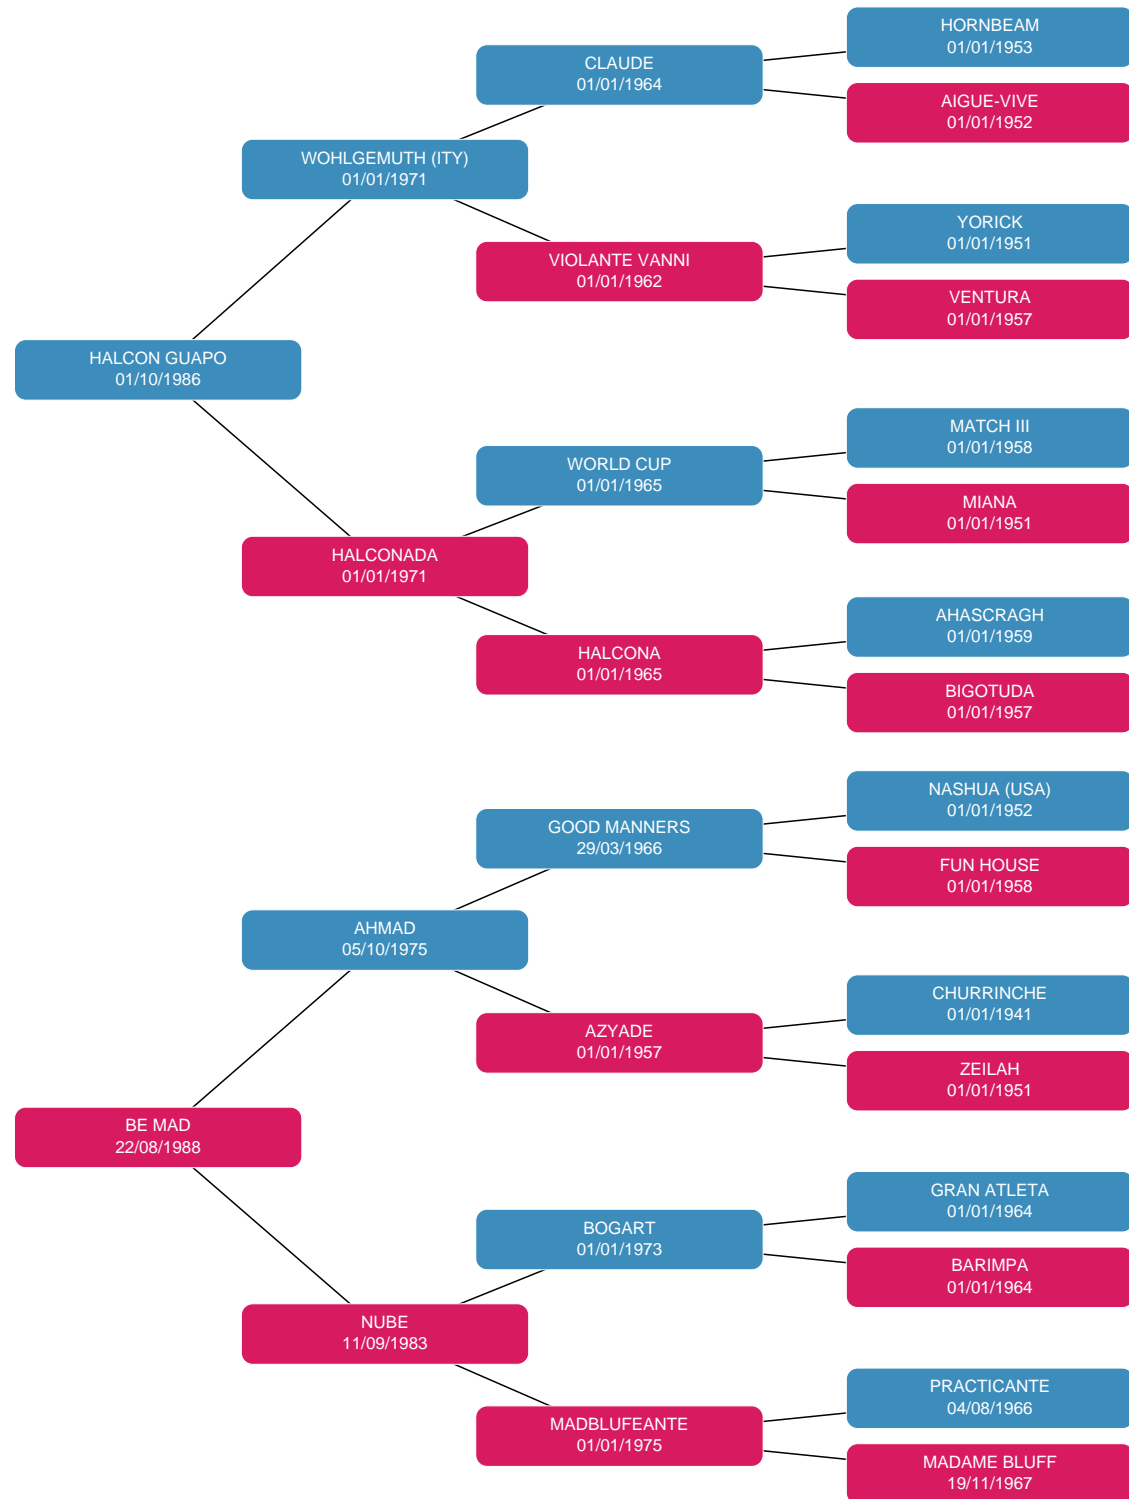 HORNBEAM
01/01/1953
CLAUDE
01/01/1964
AIGUE-VIVE
01/01/1952
WOHLGEMUTH (ITY)
01/01/1971
YORICK
01/01/1951
VIOLANTE VANNI
01/01/1962
VENTURA
01/01/1957
HALCON GUAPO
01/10/1986
MATCH III
01/01/1958
WORLD CUP
01/01/1965
MIANA
01/01/1951
HALCONADA
01/01/1971
AHASCRAGH
01/01/1959
HALCONA
01/01/1965
BIGOTUDA
01/01/1957
NASHUA (USA)
01/01/1952
GOOD MANNERS
29/03/1966
FUN HOUSE
01/01/1958
AHMAD
05/10/1975
CHURRINCHE
01/01/1941
AZYADE
01/01/1957
ZEILAH
01/01/1951
BE MAD
22/08/1988
GRAN ATLETA
01/01/1964
BOGART
01/01/1973
BARIMPA
01/01/1964
NUBE
11/09/1983
PRACTICANTE
04/08/1966
MADBLUFEANTE
01/01/1975
MADAME BLUFF
19/11/1967